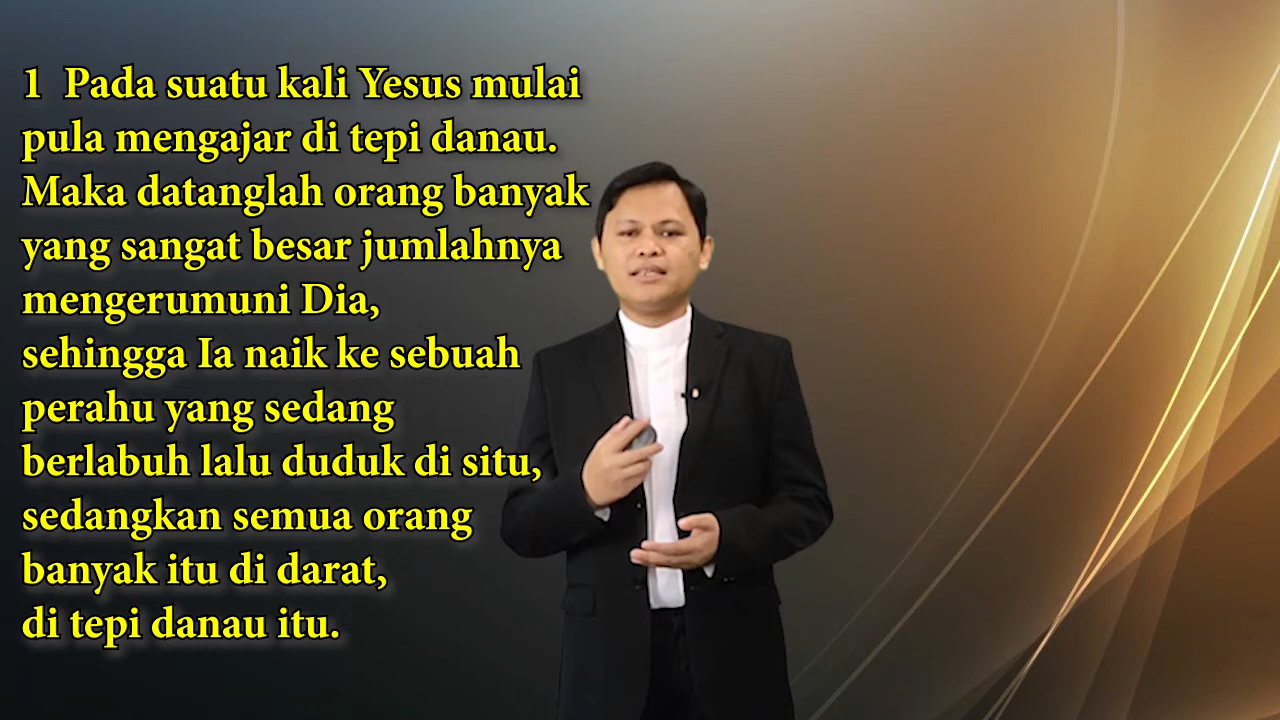 1 Pada suatu kali Yesus mulai
pula mengajar di tepi danau.
Maka datanglah orang banyak
yang sangat besar jumlahnya
mengerumuni Dia,
sehingga Ia naik ke sebuah
perahu yang sedang
berlabuh lalu duduk di situ,
sedangkan semua orang
banyak itu di darat,
di tepi danau itu.